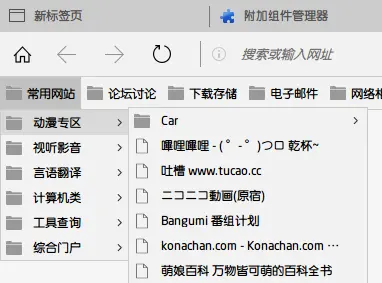 新标签页
附加组件管理器
搜索或输入网址
常用网站 论坛讨论 下载存储 电子邮件 网络相
动漫专区
视听影音
言语翻译
计算机类
工具查询
综合门户
Car
嗶哩嗶哩 - ( ゜- ゜)つロ 乾杯~
吐槽 www.tucao.cc
ニコニコ動画(原宿)
Bangumi 番组计划
konachan.com - Konachan.com …
萌娘百科 万物皆可萌的百科全书